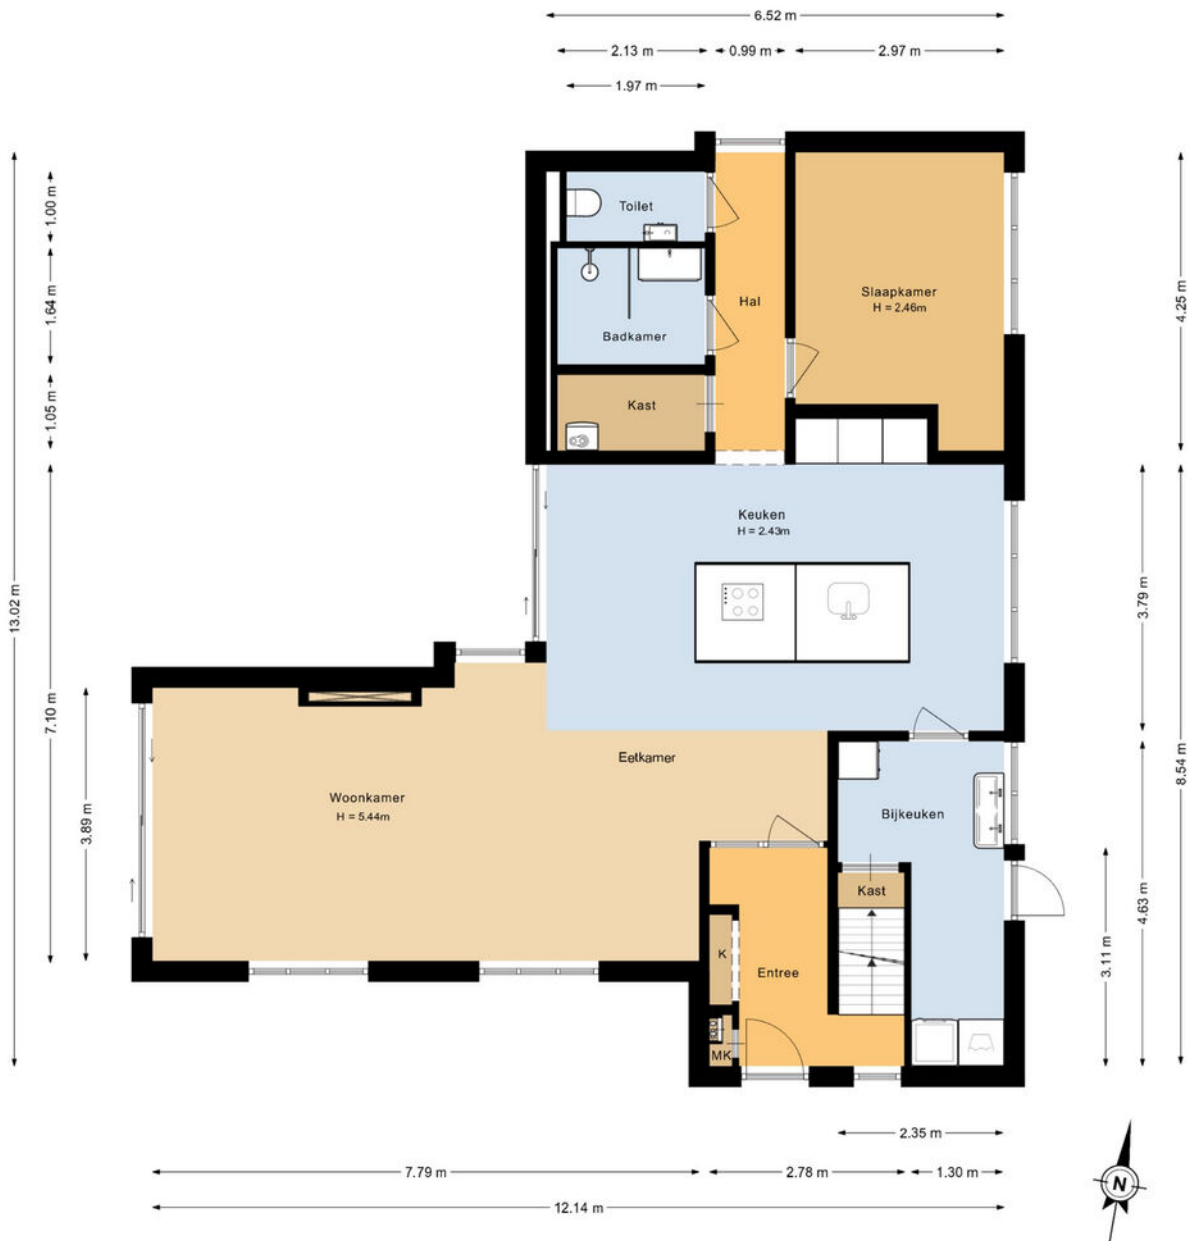 6.52 m
2.13 m
0.99 m
2.97 m
1.97 m
13.02 m
1.00 m
1.64 m
1.05 m
7.10 m
3.89 m
4.25 m
3.79 m
8.54 m
4.63 m
3.11 m
Toilet
Hal
Slaapkamer
H = 2.46m
Badkamer
Kast
Keuken
H = 2.43m
Eetkamer
Woonkamer
H = 5.44m
Bijkeuken
Kast
K
Entree
MK
2.35 m
7.79 m
2.78 m
1.30 m
12.14 m
N